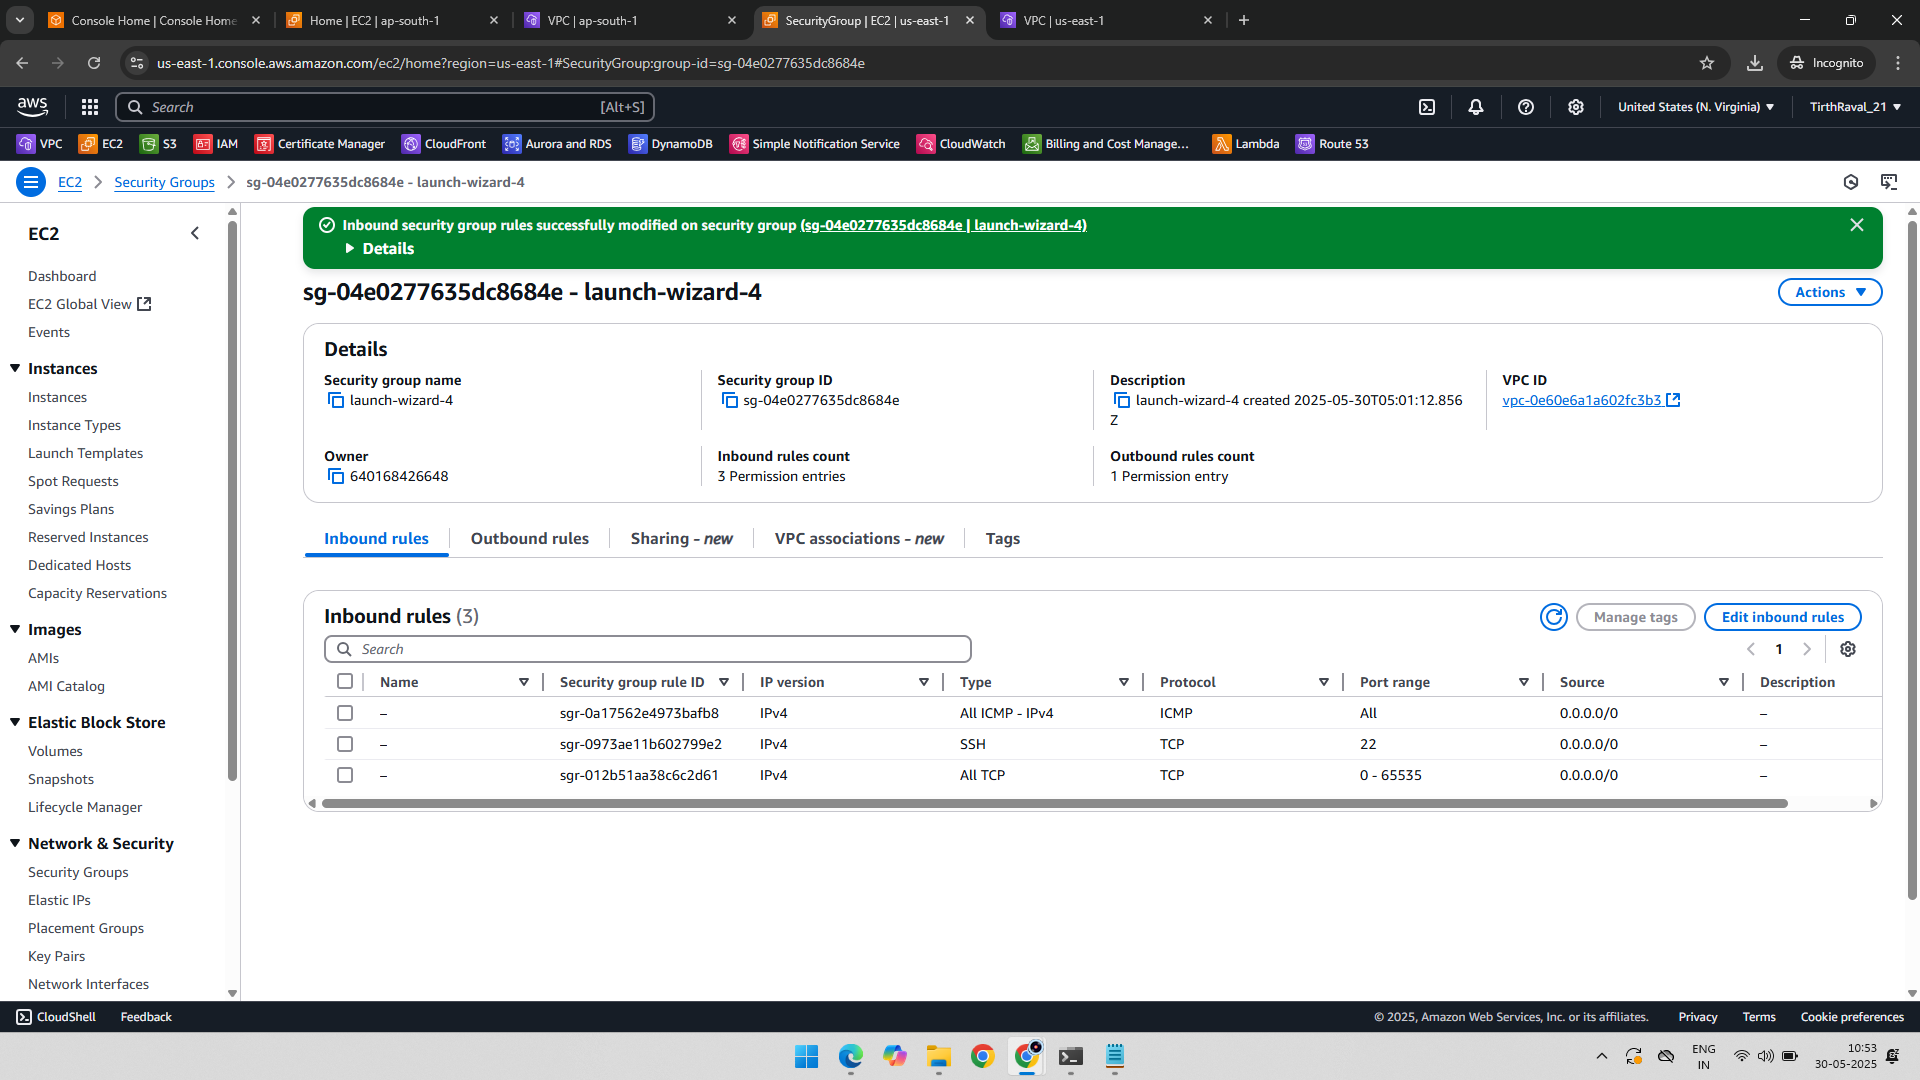 Console Home | Console Home
Home | EC2 | ap-south-1
VPC | ap-south-1
SecurityGroup | EC2 | us-east-1
VPC | us-east-1
us-east-1.console.aws.amazon.com/ec2/home?region=us-east-1#SecurityGroup:group-id=sg-04e0277635dc8684e
Incognito
aws
Search
[Alt+S]
United States (N. Virginia)
TirthRaval_21
VPC
EC2
S3
IAM
Certificate Manager
CloudFront
Aurora and RDS
DynamoDB
Simple Notification Service
CloudWatch
Billing and Cost Manage...
Lambda
Route 53
EC2
Security Groups
sg-04e0277635dc8684e - launch-wizard-4
EC2
Dashboard
EC2 Global View
Events
Instances
Instances
Instance Types
Launch Templates
Spot Requests
Savings Plans
Reserved Instances
Dedicated Hosts
Capacity Reservations
Images
AMIs
AMI Catalog
Elastic Block Store
Volumes
Snapshots
Lifecycle Manager
Network & Security
Security Groups
Elastic IPs
Placement Groups
Key Pairs
Network Interfaces
Inbound security group rules successfully modified on security group (sg-04e0277635dc8684e | launch-wizard-4)
Details
sg-04e0277635dc8684e - launch-wizard-4
Actions
Details
Security group name
launch-wizard-4
Security group ID
sg-04e0277635dc8684e
Description
launch-wizard-4 created 2025-05-30T05:01:12.856
Z
VPC ID
vpc-0e60e6a1a602fc3b3
Owner
640168426648
Inbound rules count
3 Permission entries
Outbound rules count
1 Permission entry
Inbound rules
Outbound rules
Sharing - new
VPC associations - new
Tags
Inbound rules (3)
Manage tags
Edit inbound rules
Search
1
Name Security group rule ID IP version Type Protocol Port range Source Description
– sgr-0a17562e4973bafb8 IPv4 All ICMP - IPv4 ICMP All 0.0.0.0/0 –
– sgr-0973ae11b602799e2 IPv4 SSH TCP 22 0.0.0.0/0 –
– sgr-012b51aa38c6c2d61 IPv4 All TCP TCP 0 - 65535 0.0.0.0/0 –
CloudShell
Feedback
© 2025, Amazon Web Services, Inc. or its affiliates.
Privacy
Terms
Cookie preferences
ENG
IN
10:53
30-05-2025